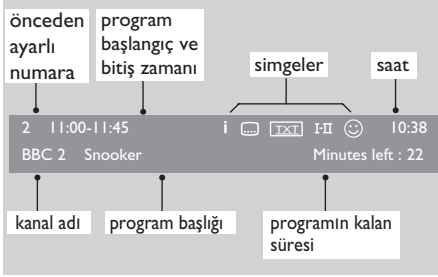 önceden
ayarlı
numara
program
başlangıç ve
bitiş zamanı
simgeler
saat
2 11:00-11:45 i TXT I-II 10:38
BBC 2 Snooker Minutes left : 22
kanal adı
program başlığı
programın kalan
süresi